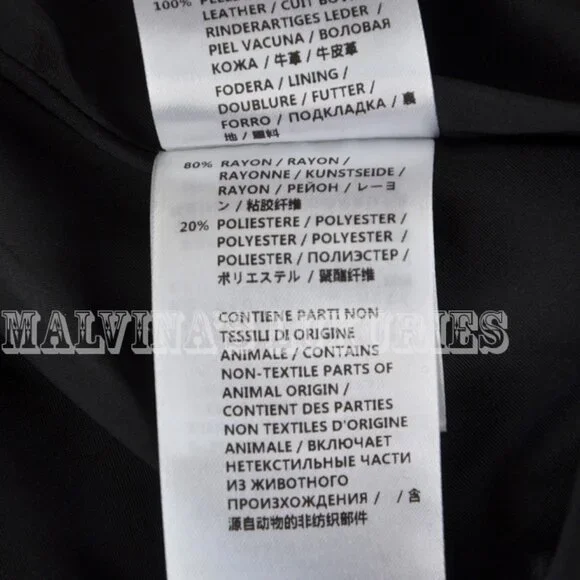 100%
LEATHER / CUIR BOVIN /
RINDERARTIGES LEDER /
PIEL VACUNA / ВОЛОВАЯ
КОЖА / 牛革 / 牛皮革
FODERA / LINING /
DOUBLURE / FUTTER /
FORRO / ПОДКЛАДКА / 裏
地 / 里料
80% RAYON / RAYON /
RAYONNE / KUNSTSEIDE /
RAYON / РЕЙОН / レーヨ
ン / 粘胶纤维
20% POLIESTERE / POLYESTER /
POLYESTER / POLYESTER /
POLIESTER / ПОЛИЭСТЕР /
ポリエステル / 聚酯纤维
CONTIENE PARTI NON
TESSILI DI ORIGINE
MALVINA'S LUXURIES
ANIMALE / CONTAINS
NON-TEXTILE PARTS OF
ANIMAL ORIGIN /
CONTIENT DES PARTIES
NON TEXTILES D'ORIGINE
ANIMALE / ВКЛЮЧАЕТ
НЕТЕКСТИЛЬНЫЕ ЧАСТИ
ИЗ ЖИВОТНОГО
ПРОИЗХОЖДЕНИЯ / / 含
源自动物的非纺织部件